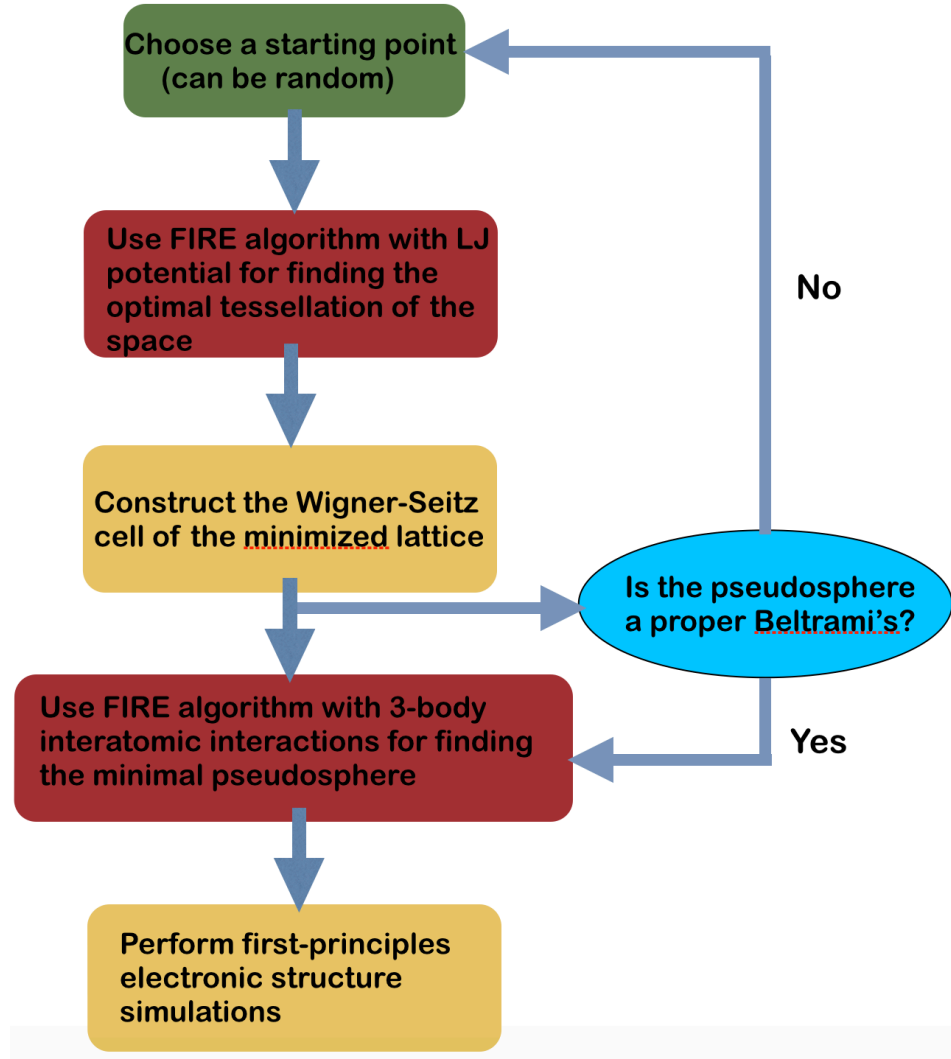 Choose a starting point
(can be random)
Use FIRE algorithm with LJ
potential for finding the
optimal tessellation of the
space
No
Construct the Wigner-Seitz
cell of the minimized lattice
Is the pseudosphere
a proper Beltrami's?
Use FIRE algorithm with 3-body
interatomic interactions for finding
the minimal pseudosphere
Yes
Perform first-principles
electronic structure
simulations